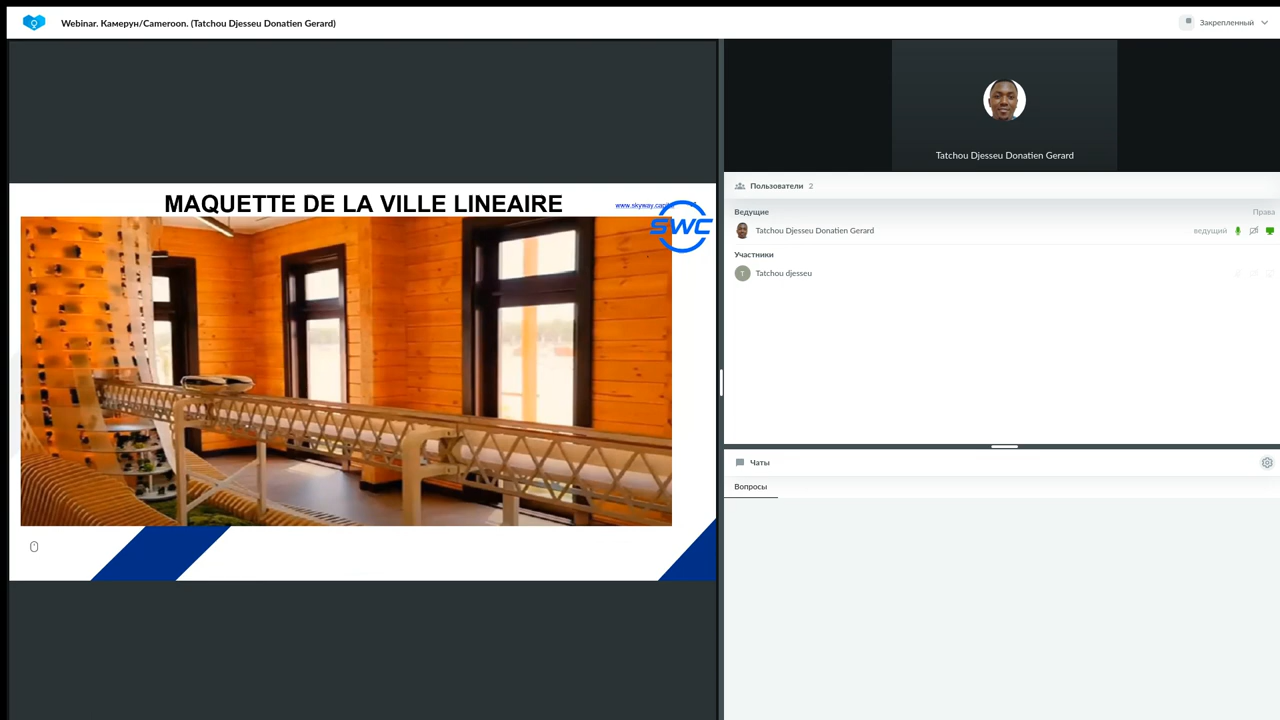 Webinar. Камерун/Cameroon. (Tatchou Djesseu Donatien Gerard)
Закрепленный
MAQUETTE DE LA VILLE LINEAIRE
SWC
Tatchou Djesseu Donatien Gerard
Пользователи 2
Ведущие Права
Tatchou Djesseu Donatien Gerard ведущий
Участники
T Tatchou djesseu
Чаты
Вопросы